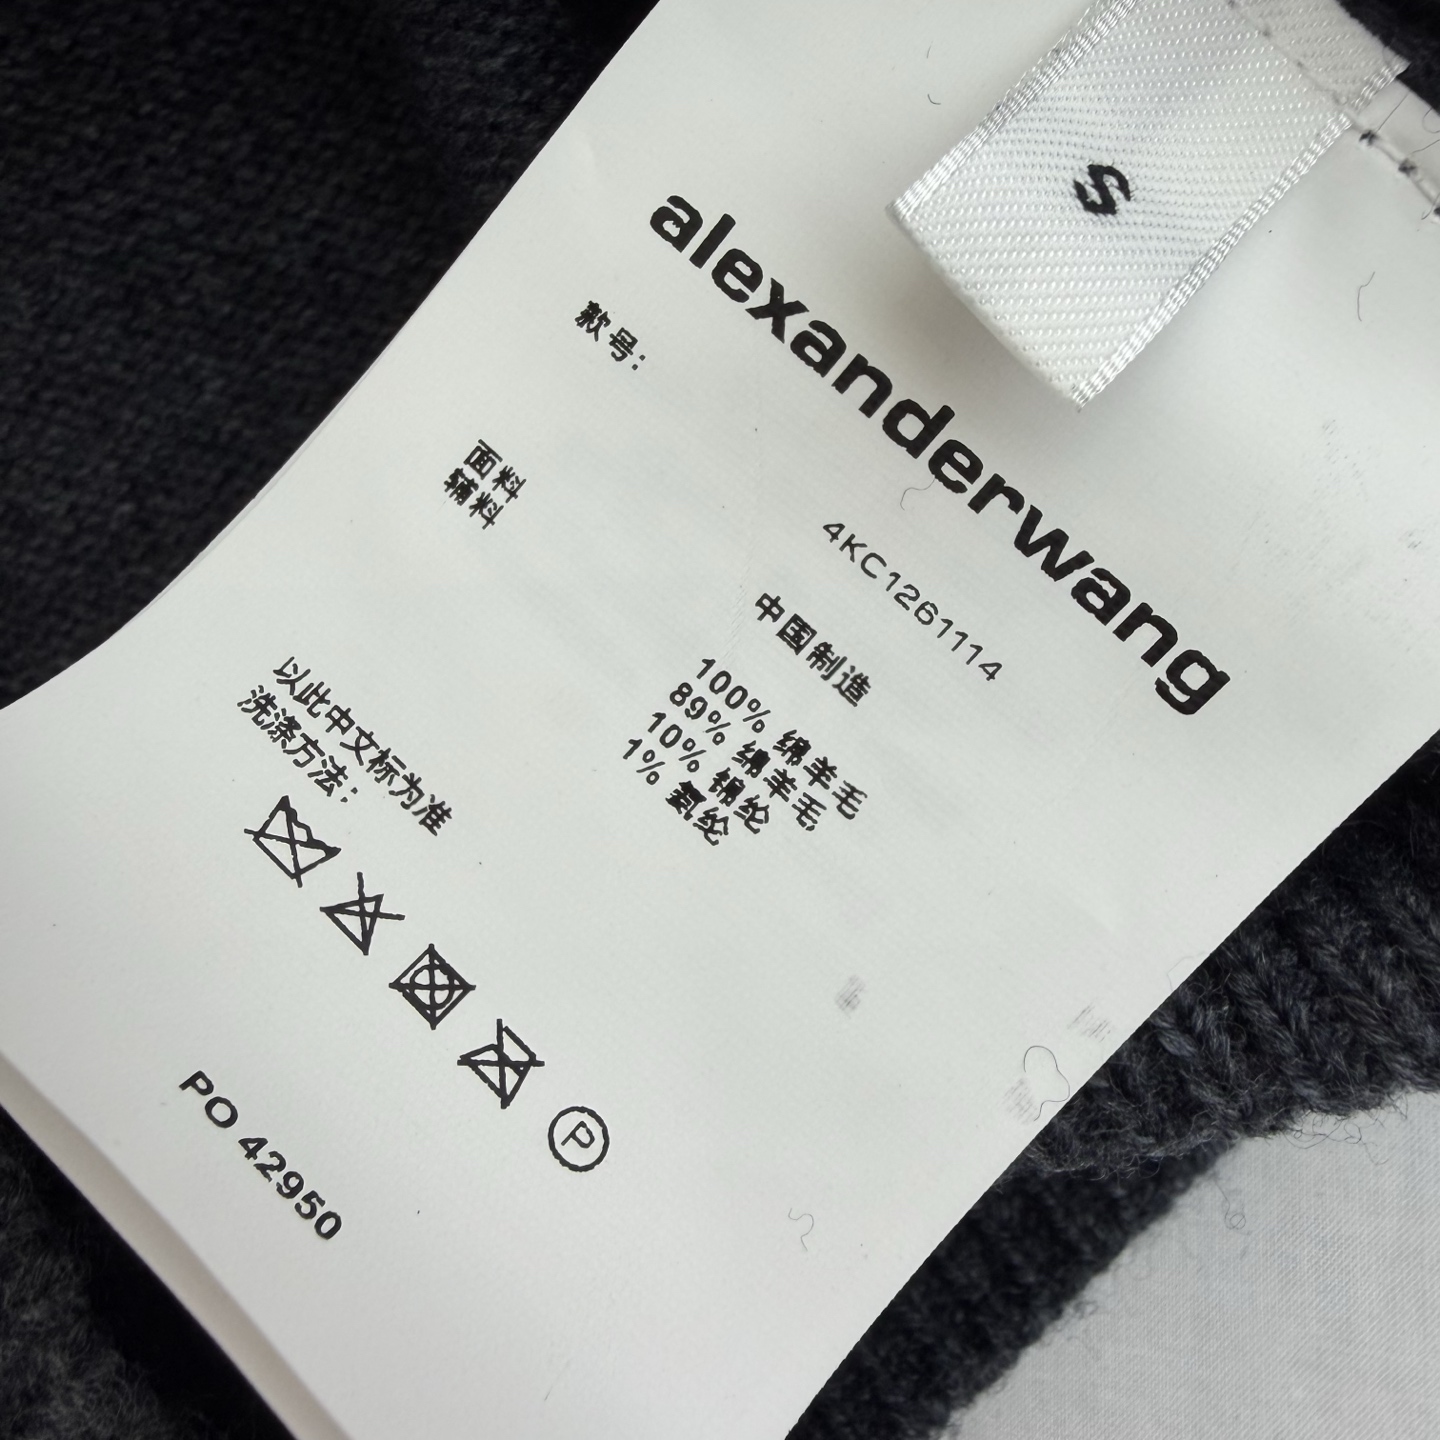 S
alexanderwang
款号:
4KC1261114
中国制造
面料
100% 绵羊毛
辅料
89% 绵羊毛
10% 锦纶
1% 氨纶
以此中文标为准
洗涤方法:
P
PO 42950